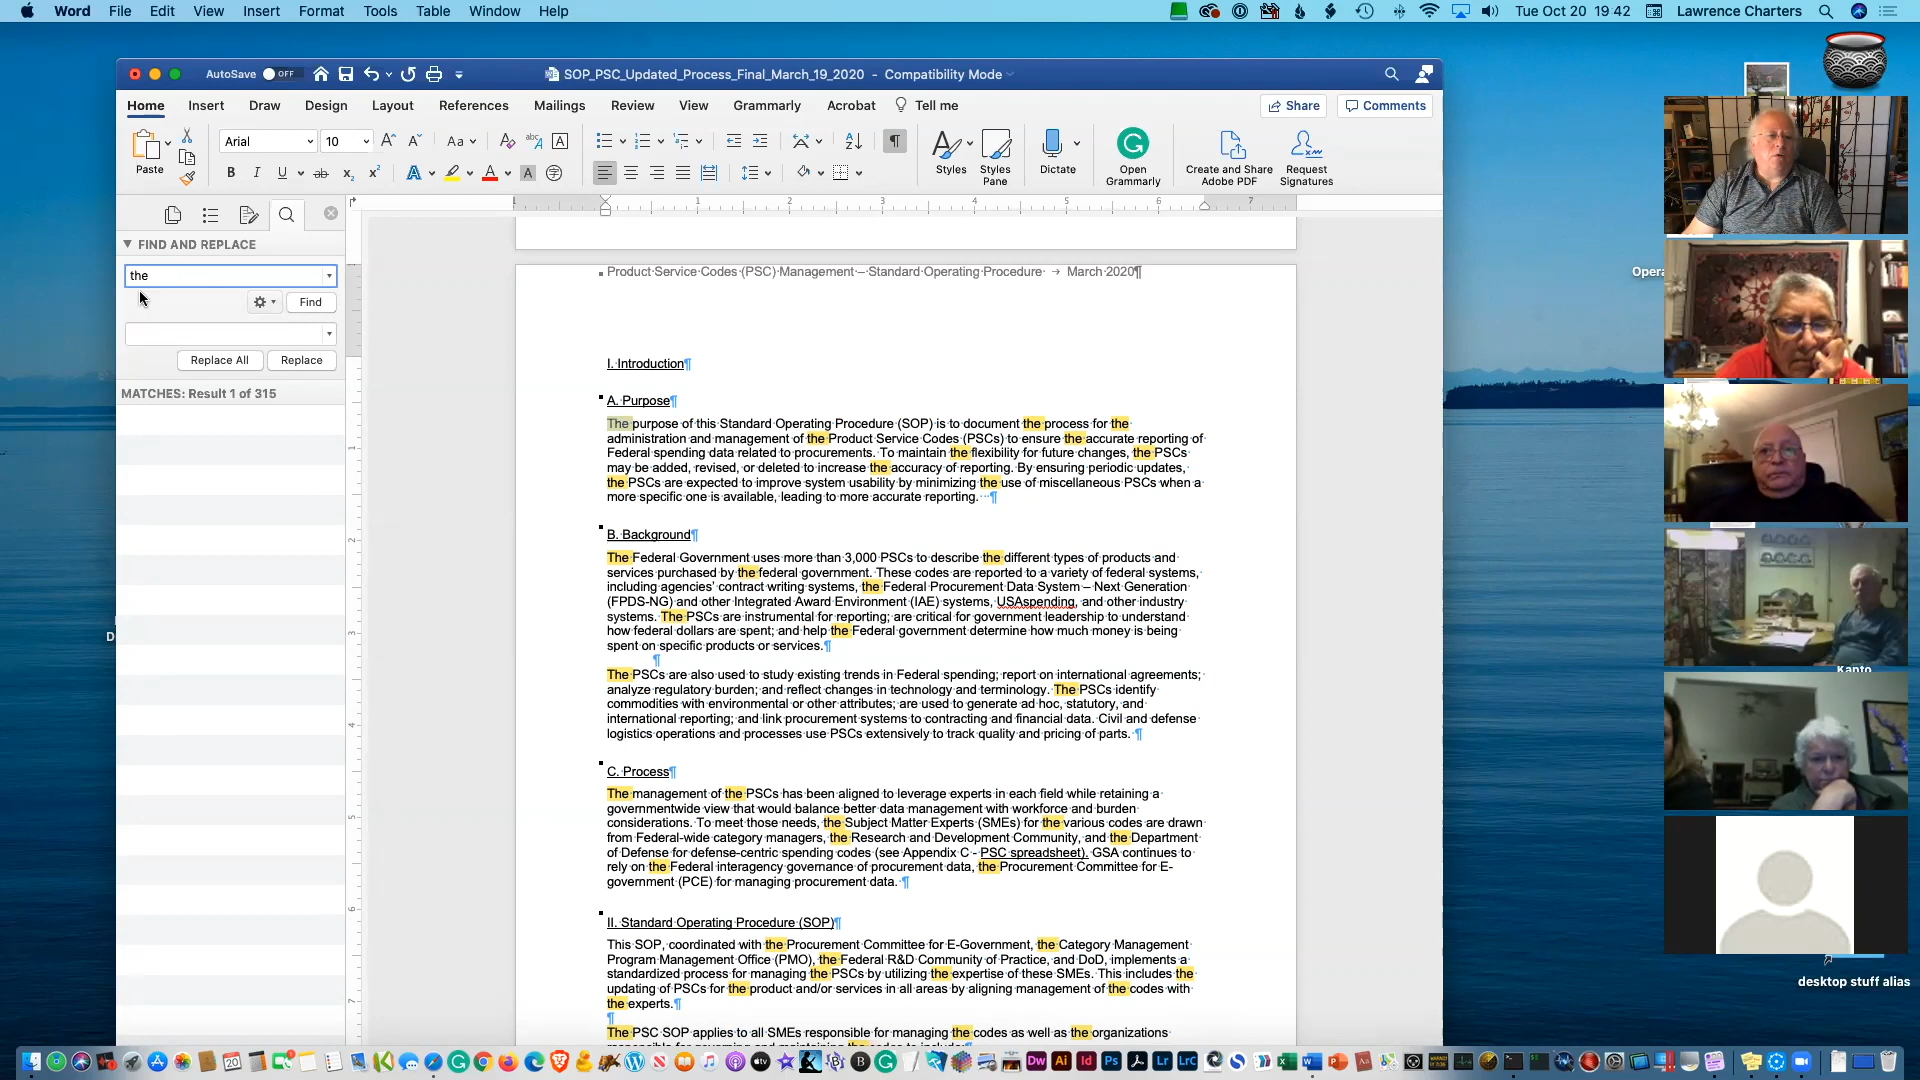 Word File Edit View Insert Format Tools Table Window Help
Tue Oct 20 19:42 Lawrence Charters
AutoSave OFF
SOP_PSC_Updated_Process_Final_March_19_2020 - Compatibility Mode
Home Insert Draw Design Layout References Mailings Review View Grammarly Acrobat Tell me
Share Comments
Arial 10
Paste
Styles
Styles Pane
Dictate
Open Grammarly
Create and Share Adobe PDF
Request Signatures
FIND AND REPLACE
the
Find
Replace All Replace
MATCHES: Result 1 of 315
Product Service Codes (PSC) Management – Standard Operating Procedure → March 2020¶
I. Introduction¶
A. Purpose¶
The purpose of this Standard Operating Procedure (SOP) is to document the process for the
administration and management of the Product Service Codes (PSCs) to ensure the accurate reporting of
Federal spending data related to procurements. To maintain the flexibility for future changes, the PSCs
may be added, revised, or deleted to increase the accuracy of reporting. By ensuring periodic updates,
the PSCs are expected to improve system usability by minimizing the use of miscellaneous PSCs when a
more specific one is available, leading to more accurate reporting. ¶
B. Background¶
The Federal Government uses more than 3,000 PSCs to describe the different types of products and
services purchased by the federal government. These codes are reported to a variety of federal systems,
including agencies' contract writing systems, the Federal Procurement Data System – Next Generation
(FPDS-NG) and other Integrated Award Environment (IAE) systems, USAspending, and other industry
systems. The PSCs are instrumental for reporting; are critical for government leadership to understand
how federal dollars are spent; and help the Federal government determine how much money is being
spent on specific products or services.¶
¶
The PSCs are also used to study existing trends in Federal spending; report on international agreements;
analyze regulatory burden; and reflect changes in technology and terminology. The PSCs identify
commodities with environmental or other attributes; are used to generate ad hoc, statutory, and
international reporting; and link procurement systems to contracting and financial data. Civil and defense
logistics operations and processes use PSCs extensively to track quality and pricing of parts. ¶
C. Process¶
The management of the PSCs has been aligned to leverage experts in each field while retaining a
governmentwide view that would balance better data management with workforce and burden
considerations. To meet those needs, the Subject Matter Experts (SMEs) for the various codes are drawn
from Federal-wide category managers, the Research and Development Community, and the Department
of Defense for defense-centric spending codes (see Appendix C - PSC spreadsheet). GSA continues to
rely on the Federal interagency governance of procurement data, the Procurement Committee for E-
government (PCE) for managing procurement data. ¶
II. Standard Operating Procedure (SOP)¶
This SOP, coordinated with the Procurement Committee for E-Government, the Category Management
Program Management Office (PMO), the Federal R&D Community of Practice, and DoD, implements a
standardized process for managing the PSCs by utilizing the expertise of these SMEs. This includes the
updating of PSCs for the product and/or services in all areas by aligning management of the codes with
the experts.¶
¶
The PSC SOP applies to all SMEs responsible for managing the codes as well as the organizations
Opera
Kanto
desktop stuff alias